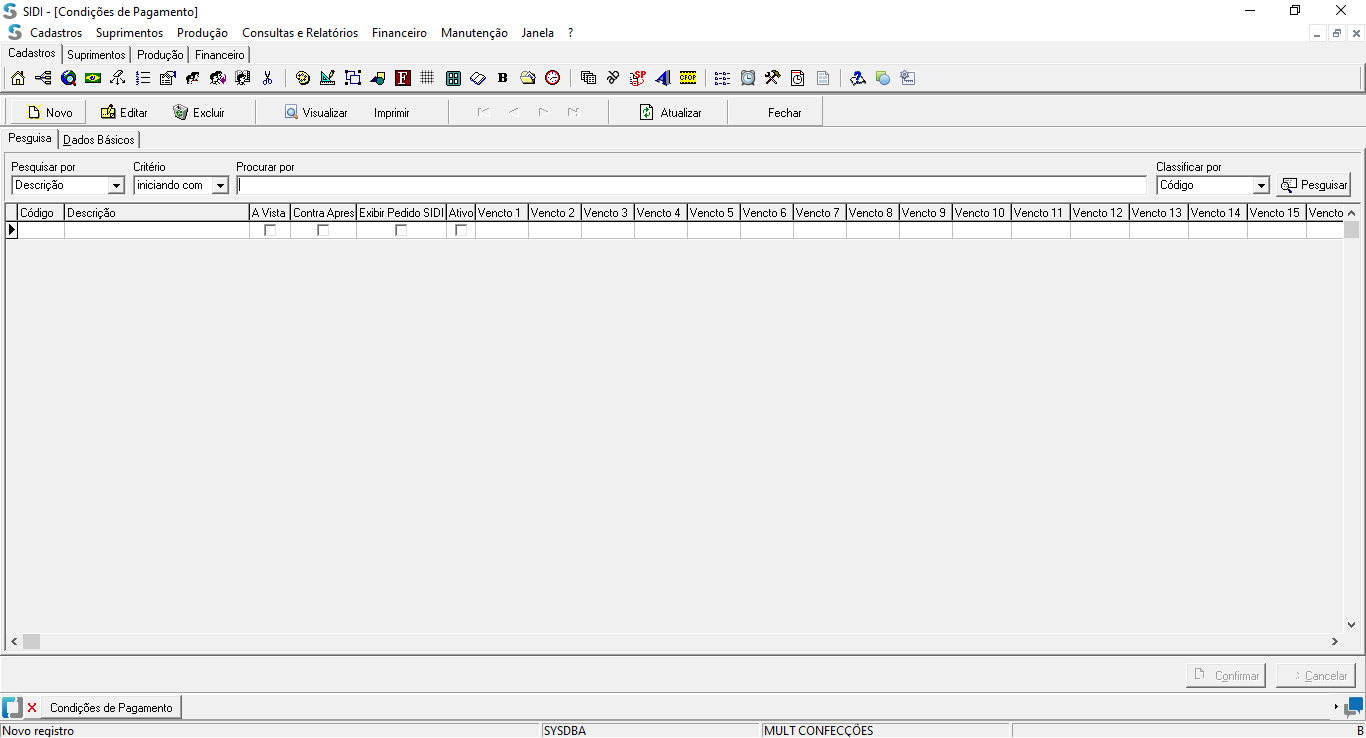 SIDI - [Condições de Pagamento]
Cadastros Suprimentos Produção Consultas e Relatórios Financeiro Manutenção Janela ?
Cadastros Suprimentos Produção Financeiro
F B SP CFOP
Novo Editar Excluir Visualizar Imprimir Atualizar Fechar
Pesquisa Dados Básicos
Pesquisar por Critério Procurar por Classificar por
Descrição iniciando com Código Pesquisar
Código Descrição A Vista Contra Apres Exibir Pedido SIDI Ativo Vencto 1 Vencto 2 Vencto 3 Vencto 4 Vencto 5 Vencto 6 Vencto 7 Vencto 8 Vencto 9 Vencto 10 Vencto 11 Vencto 12 Vencto 13 Vencto 14 Vencto 15 Vencto
Confirmar Cancelar
Condições de Pagamento
Novo registro SYSDBA MULT CONFECÇÕES B